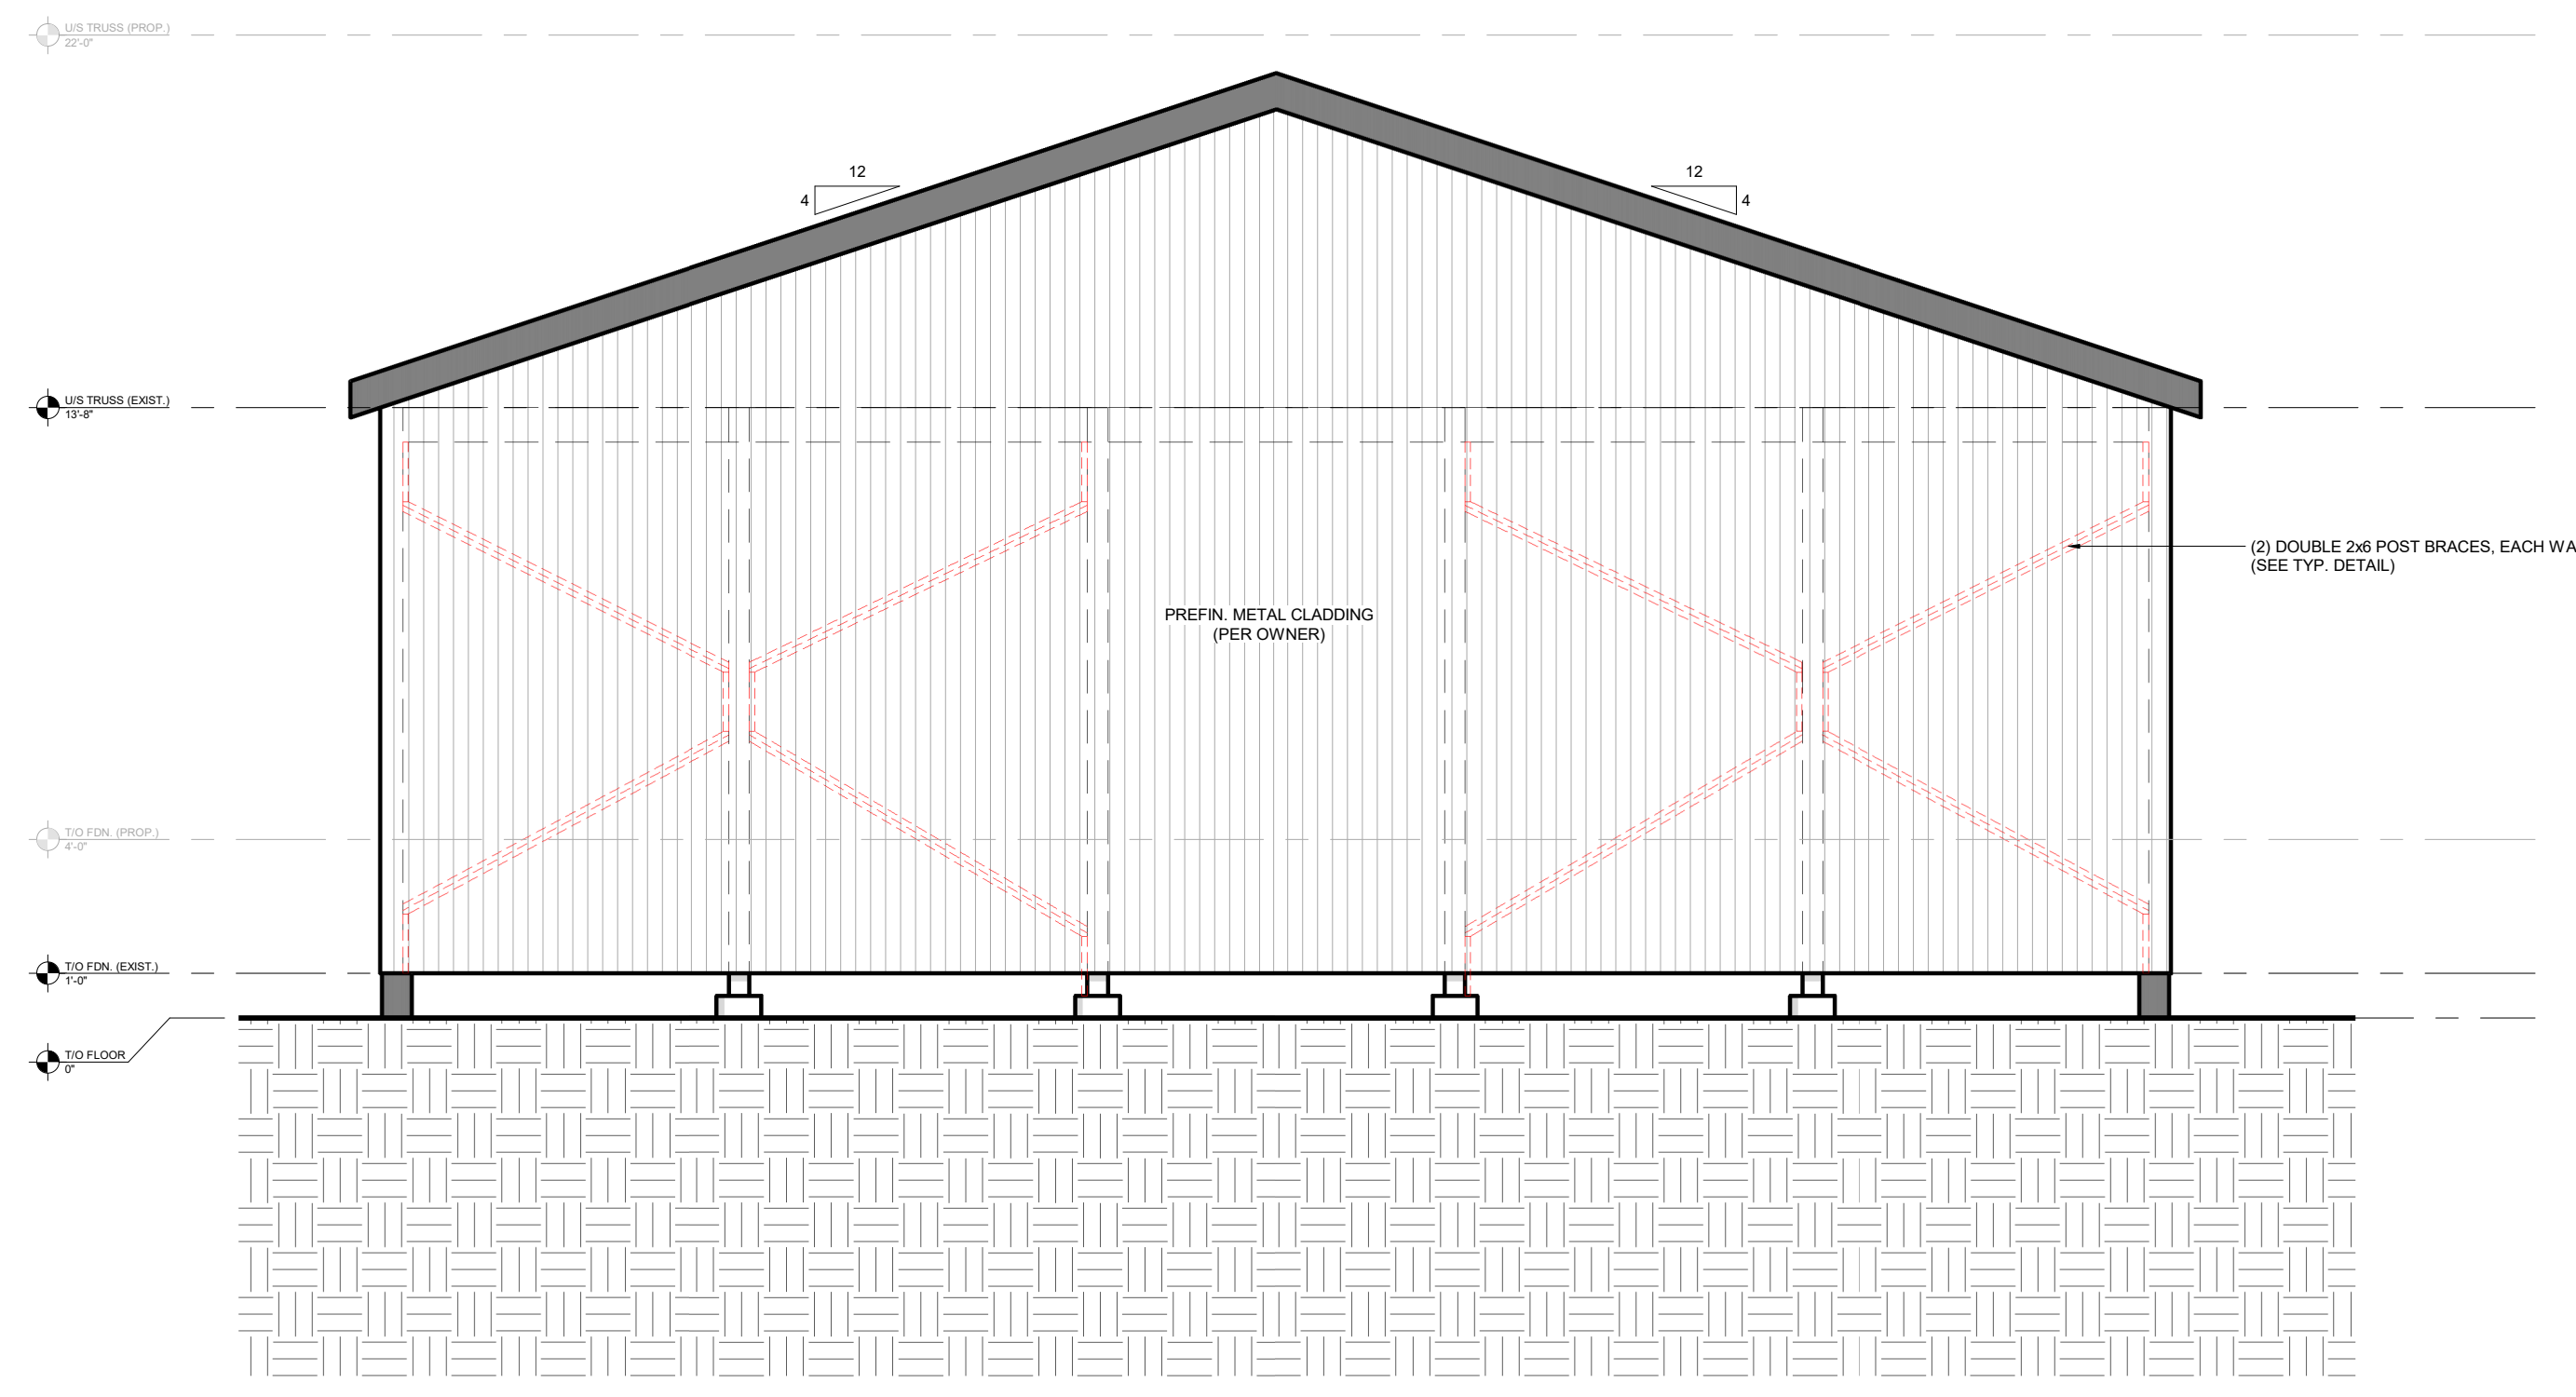 U/S TRUSS (PROP.)
22'-0"
12
4
12
4
U/S TRUSS (EXIST.)
13'-8"
(2) DOUBLE 2x6 POST BRACES, EACH WA
(SEE TYP. DETAIL)
PREFIN. METAL CLADDING
(PER OWNER)
T/O FDN. (PROP.)
4'-0"
T/O FDN. (EXIST.)
1'-0"
T/O FLOOR
0"